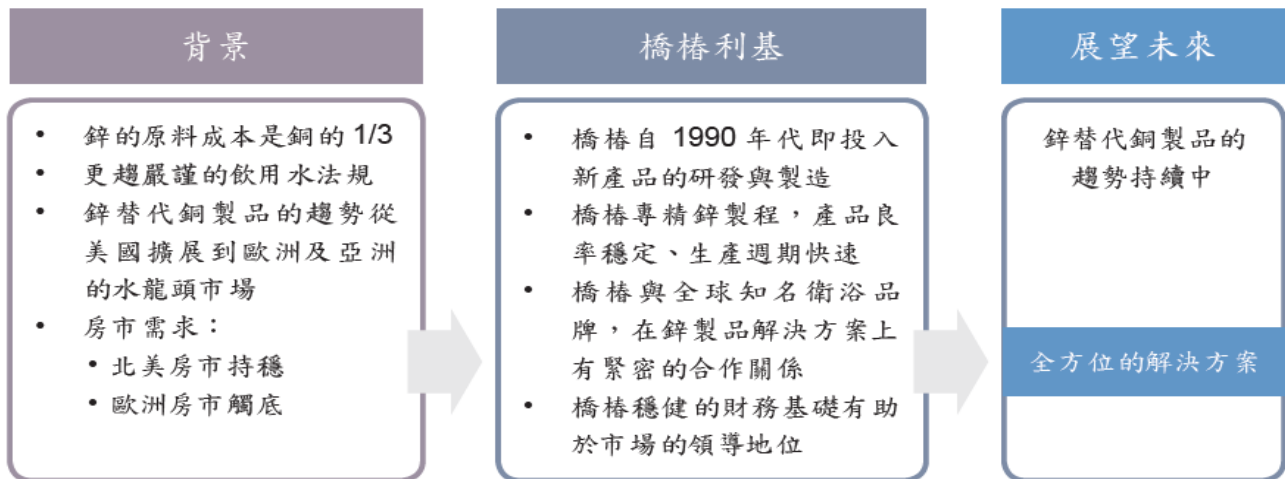 背景
• 鋅的原料成本是銅的 1/3
• 更趨嚴謹的飲用水法規
• 鋅替代銅製品的趨勢從
美國擴展到歐洲及亞洲
的水龍頭市場
• 房市需求：
• 北美房市持穩
• 歐洲房市觸底
橋椿利基
• 橋椿自 1990 年代即投入
新產品的研發與製造
• 橋椿專精鋅製程，產品良
率穩定、生產週期快速
• 橋椿與全球知名衛浴品
牌，在鋅製品解決方案上
有緊密的合作關係
• 橋椿穩健的財務基礎有助
於市場的領導地位
展望未來
鋅替代銅製品的
趨勢持續中
全方位的解決方案